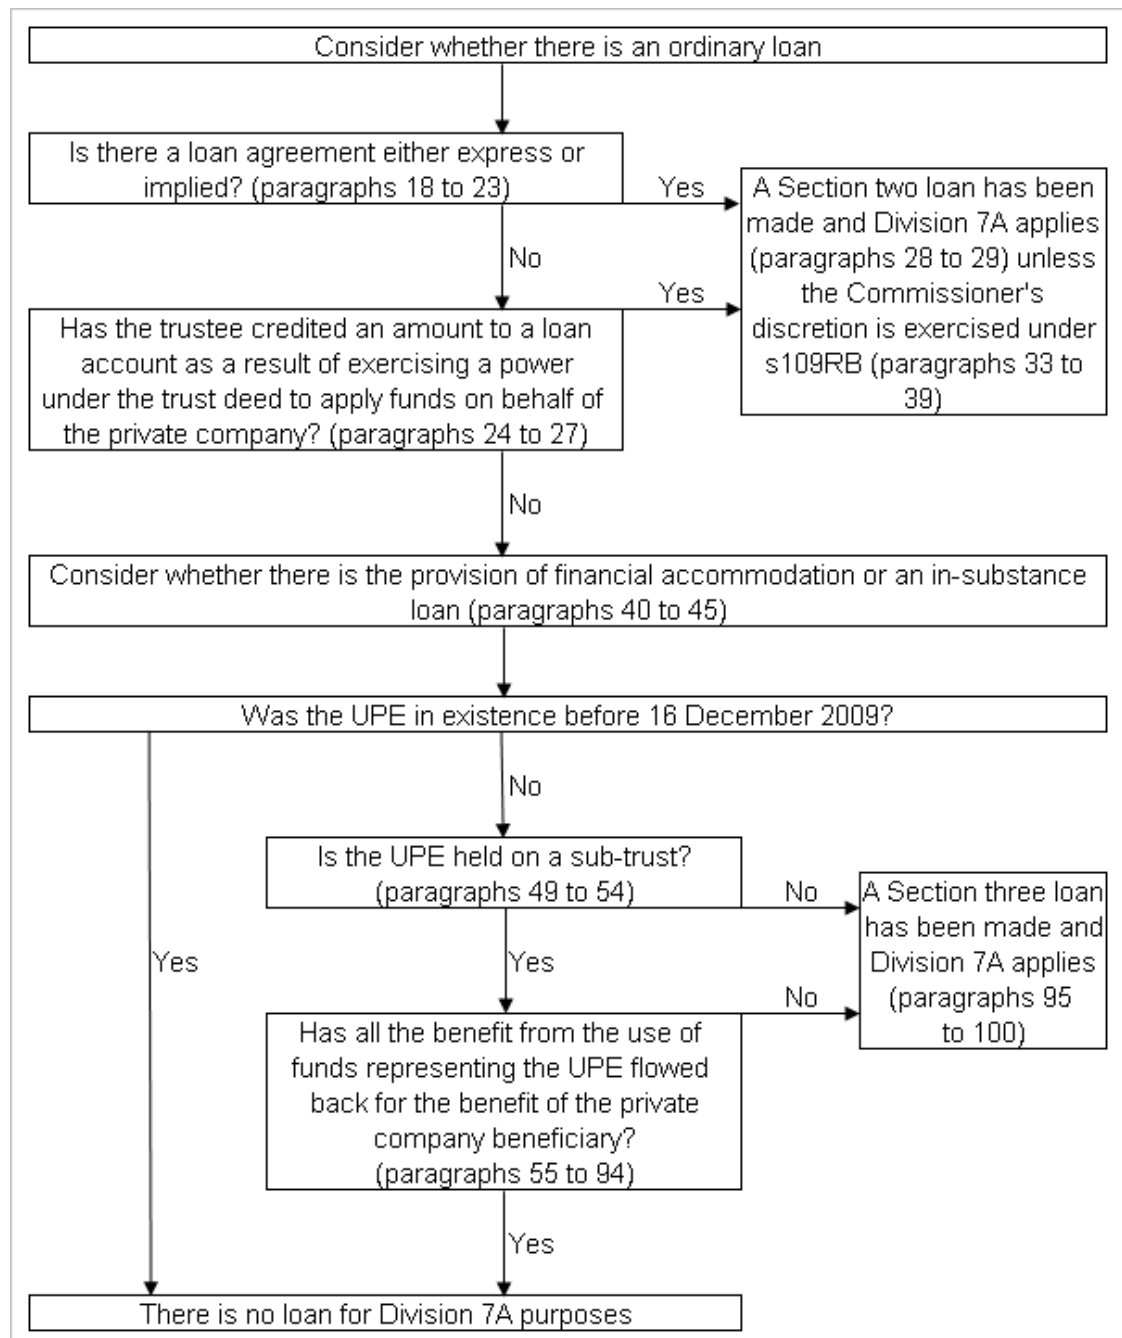 Consider whether there is an ordinary loan
Is there a loan agreement either express or
implied? (paragraphs 18 to 23)
Yes
A Section two loan has been
made and Division 7A applies
(paragraphs 28 to 29) unless
the Commissioner's
discretion is exercised under
s109RB (paragraphs 33 to
39)
No
Yes
Has the trustee credited an amount to a loan
account as a result of exercising a power
under the trust deed to apply funds on behalf of
the private company? (paragraphs 24 to 27)
No
Consider whether there is the provision of financial accommodation or an in-substance
loan (paragraphs 40 to 45)
Was the UPE in existence before 16 December 2009?
No
Is the UPE held on a sub-trust?
(paragraphs 49 to 54)
No
A Section three loan
has been made and
Division 7A applies
(paragraphs 95
to 100)
Yes
Yes
No
Has all the benefit from the use of
funds representing the UPE flowed
back for the benefit of the private
company beneficiary?
(paragraphs 55 to 94)
Yes
There is no loan for Division 7A purposes